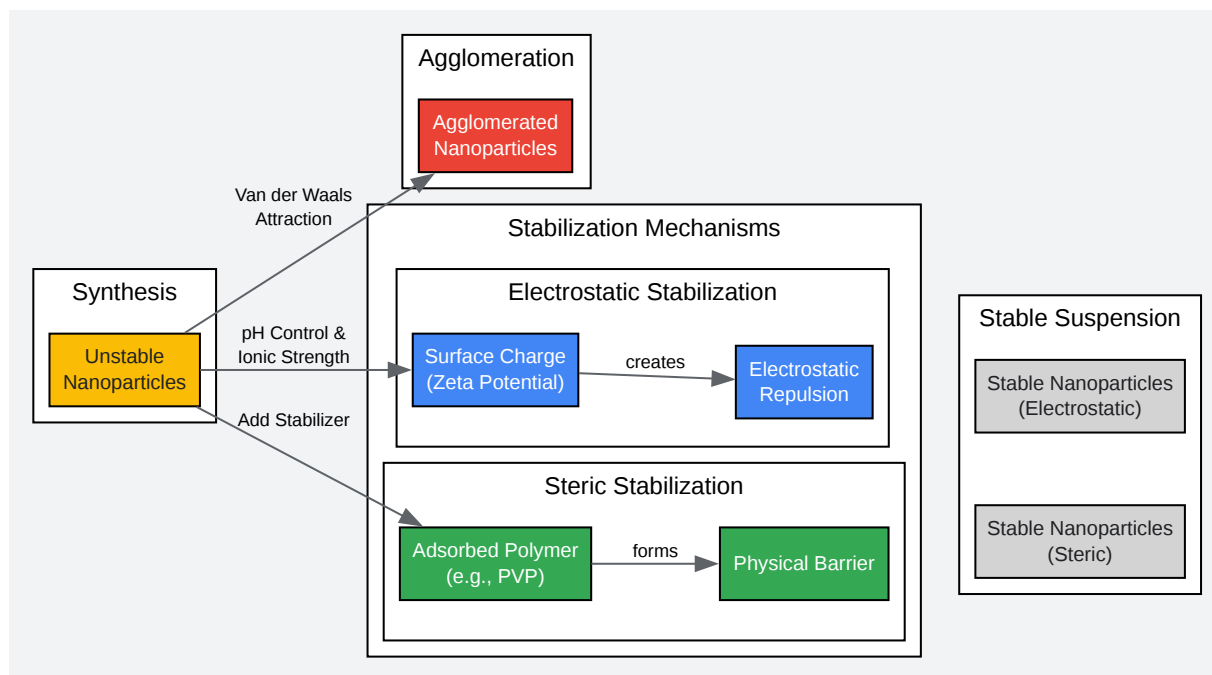 Agglomeration
Agglomerated
Nanoparticles
Van der Waals
Attraction
Stabilization Mechanisms
Synthesis
Unstable
Nanoparticles
pH Control &
Ionic Strength
Add Stabilizer
Electrostatic Stabilization
Surface Charge
(Zeta Potential)
creates
Electrostatic
Repulsion
Steric Stabilization
Adsorbed Polymer
(e.g., PVP)
forms
Physical Barrier
Stable Suspension
Stable Nanoparticles
(Electrostatic)
Stable Nanoparticles
(Steric)